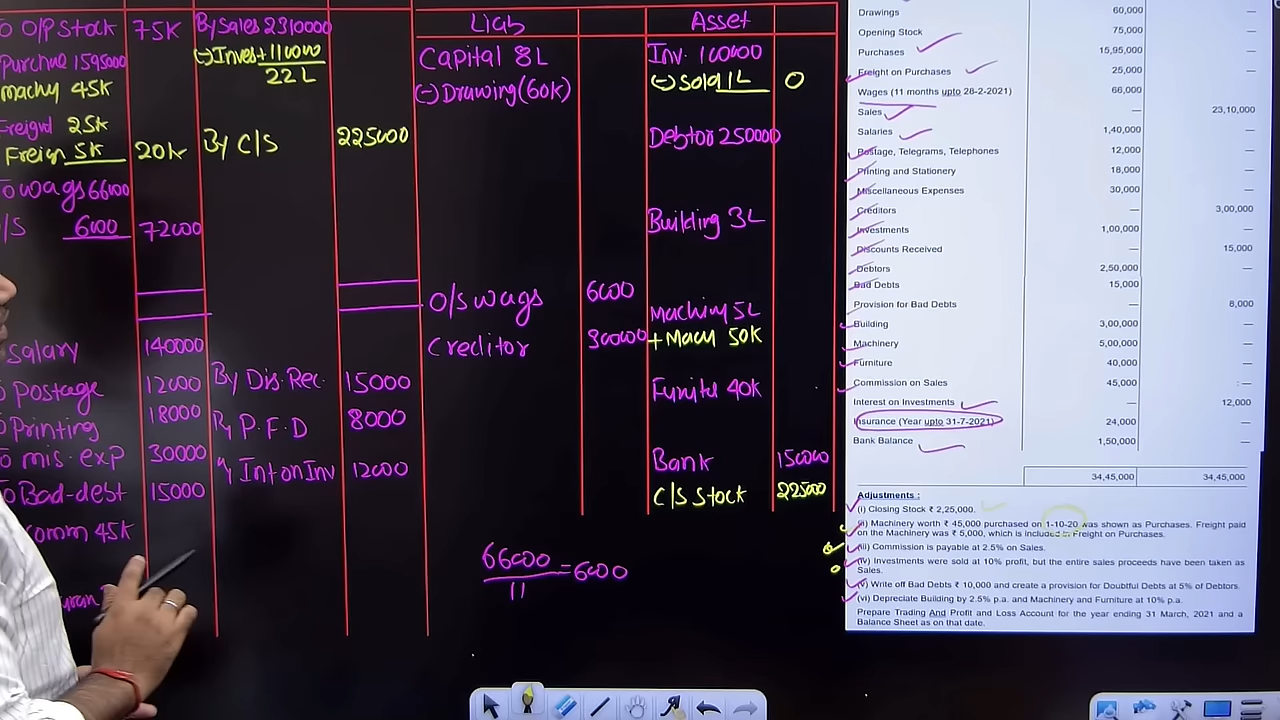 O O/P Stock 75K By Sales 2310000
Purchase 1595000 (-) Invest 110000
22 L
Machy 45K
Freigud 25K
Freign 5K 20K By C/S 225000
To wags 66000
/S 6000 72000
Salary 140000
Postage 12000 By Dis. Rec. 15000
Printing 18000 By P.F.D 8000
mis. exp 30000 By Int on Inv 12000
Bad-dest 15000
omm 45K
Liab Asset
Capital 8L Inv. 100000
(-) Drawing (60K) (-) Sold 1L 0
Debtor 250000
Building 3L
O/S wags 6000 Machiny 5L
Creditor 300000 + Mach 50K
Funite 40K
Bank 150000
C/S Stock 22500
66000
11
=6000
Drawings 60,000 —
Opening Stock 75,000 —
Purchases 15,95,000 —
Freight on Purchases 25,000 —
Wages (11 months upto 28-2-2021) 66,000 —
Sales — 23,10,000
Salaries 1,40,000 —
Postage, Telegrams, Telephones 12,000 —
Printing and Stationery 18,000 —
Miscellaneous Expenses 30,000 —
Creditors — 3,00,000
Investments 1,00,000 —
Discounts Received — 15,000
Debtors 2,50,000 —
Bad Debts 15,000 —
Provision for Bad Debts — 8,000
Building 3,00,000 —
Machinery 5,00,000 —
Furniture 40,000 —
Commission on Sales 45,000 —
Interest on Investments — 12,000
Insurance (Year upto 31-7-2021) 24,000 —
Bank Balance 1,50,000 —
34,45,000 34,45,000
Adjustments :
(i) Closing Stock ₹ 2,25,000.
(ii) Machinery worth ₹ 45,000 purchased on 1-10-20 was shown as Purchases. Freight paid
on the Machinery was ₹ 5,000, which is included in Freight on Purchases.
(iii) Commission is payable at 2.5% on Sales.
(iv) Investments were sold at 10% profit, but the entire sales proceeds have been taken as
Sales.
(v) Write off Bad Debts ₹ 10,000 and create a provision for Doubtful Debts at 5% of Debtors.
(vi) Depreciate Building by 2.5% p.a. and Machinery and Furniture at 10% p.a.
Prepare Trading And Profit and Loss Account for the year ending 31 March, 2021 and a
Balance Sheet as on that date.